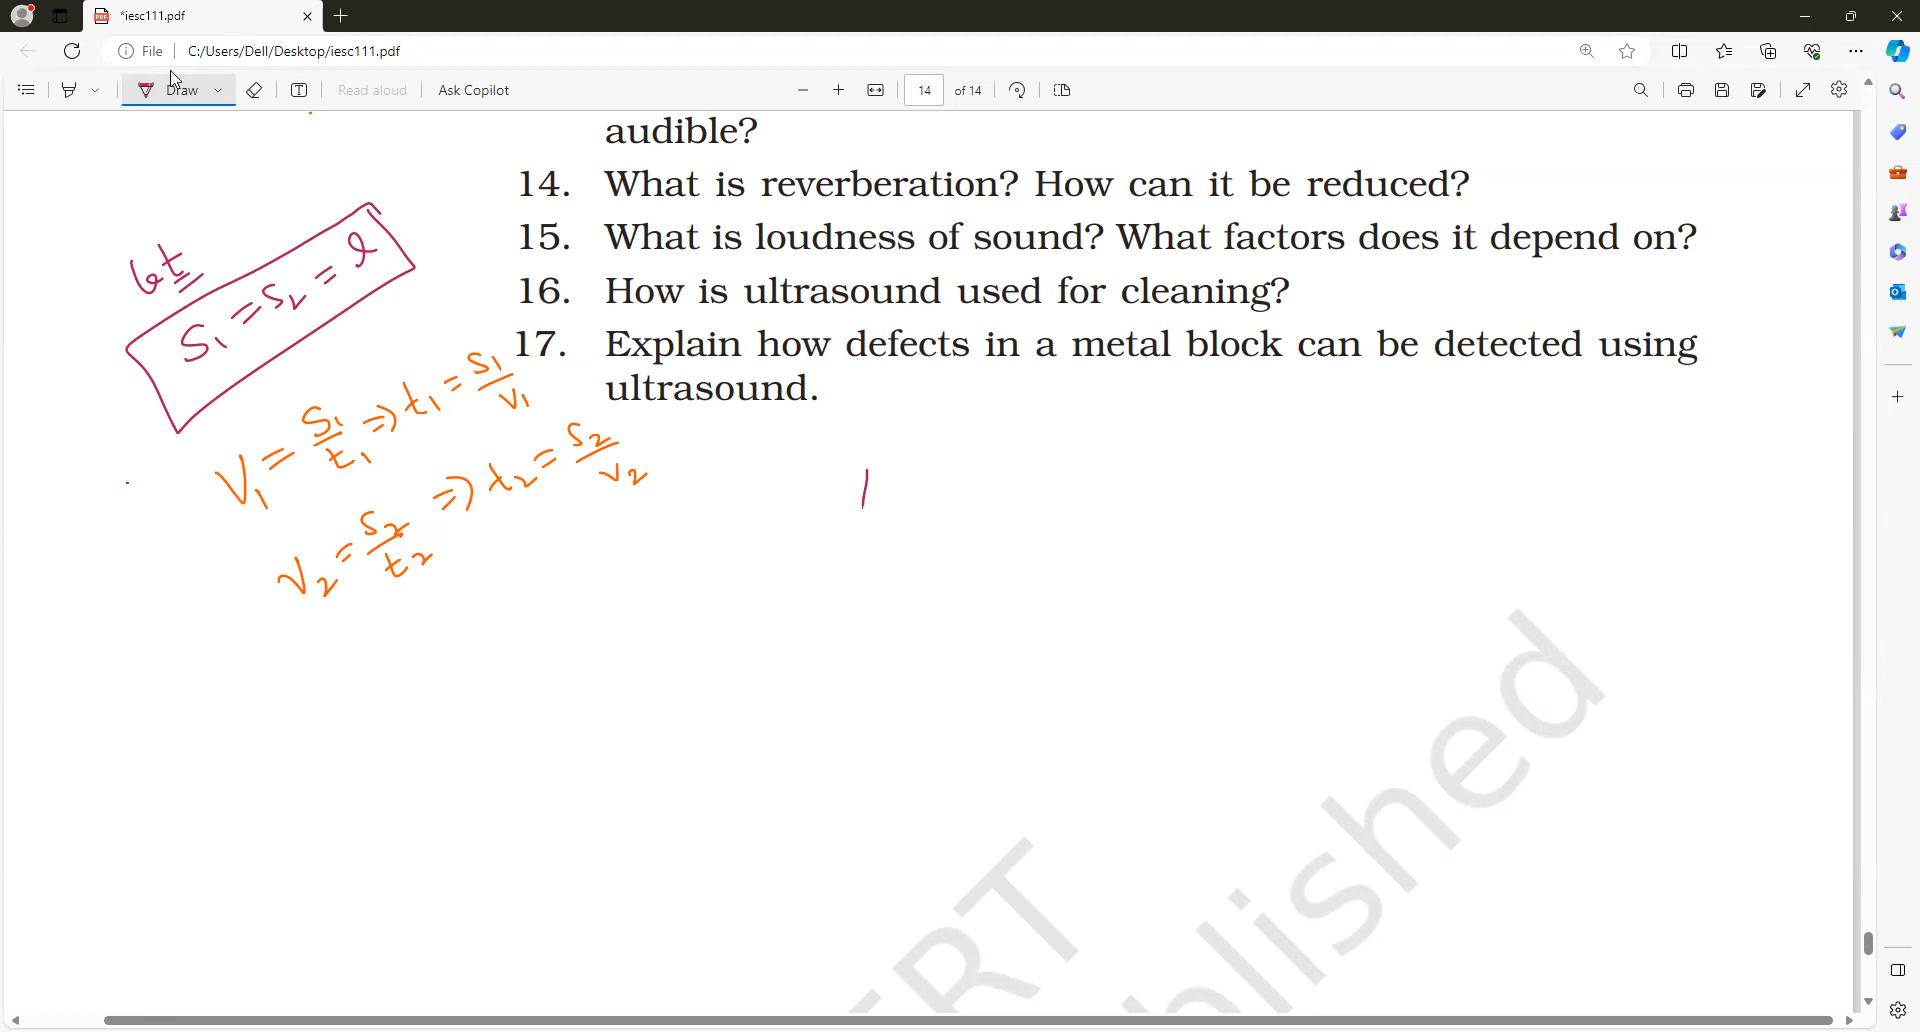 *iesc111.pdf
File C:/Users/Dell/Desktop/iesc111.pdf
Draw Read aloud Ask Copilot 14 of 14
audible?
14. What is reverberation? How can it be reduced?
15. What is loudness of sound? What factors does it depend on?
16. How is ultrasound used for cleaning?
17. Explain how defects in a metal block can be detected using
ultrasound.
S1 = S2 = l
V1 = S1/t1 => t1 = S1/V1
V2 = S2/t2 => t2 = S2/V2
RT
blished